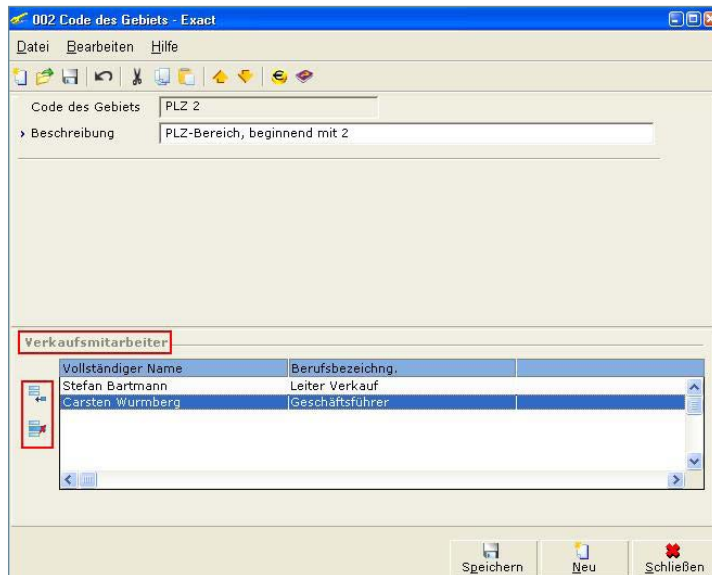 002 Code des Gebiets - Exact
Datei Bearbeiten Hilfe
Code des Gebiets PLZ 2
Beschreibung PLZ-Bereich, beginnend mit 2
Verkaufsmitarbeiter
Vollständiger Name Berufsbezeichng.
Stefan Bartmann Leiter Verkauf
Carsten Wurmberg Geschäftsführer
Speichern Neu Schließen